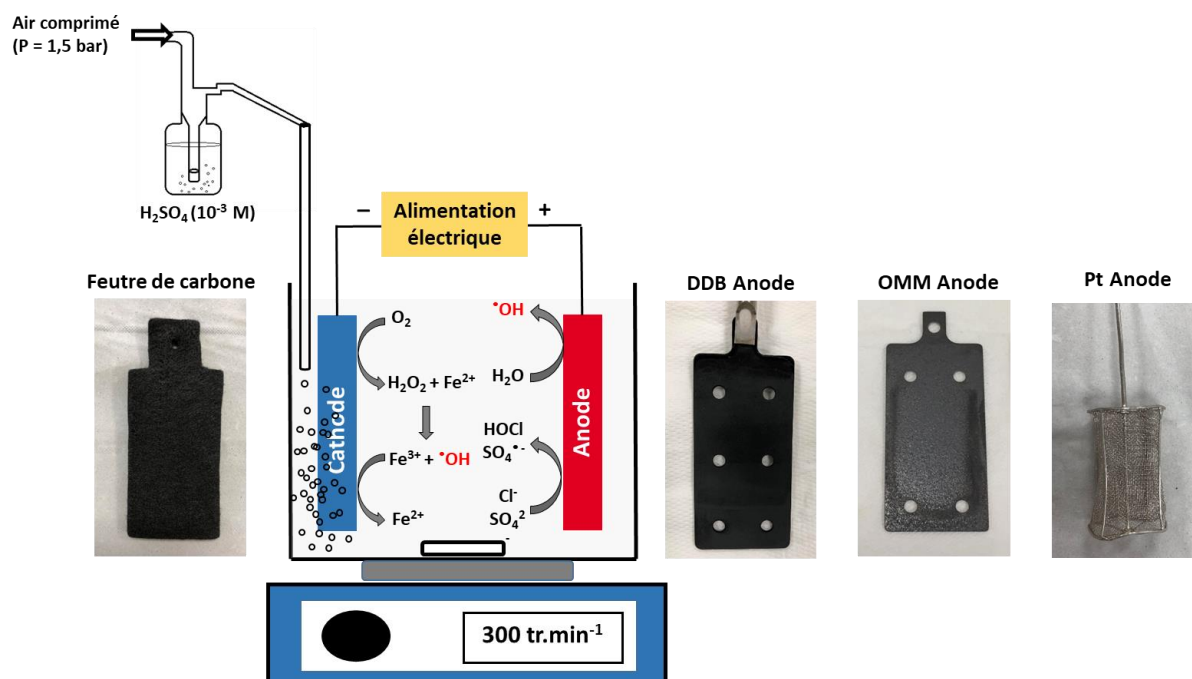 Air comprimé
(P = 1,5 bar)
H₂SO₄ (10⁻³ M)
– Alimentation +
électrique
Feutre de carbone
DDB Anode
OMM Anode
Pt Anode
Cathode
O₂
H₂O₂ + Fe²⁺
Fe³⁺ + •OH
Fe²⁺
•OH
H₂O
HOCl
SO₄•⁻
Cl⁻
SO₄²
-
Anode
300 tr.min⁻¹